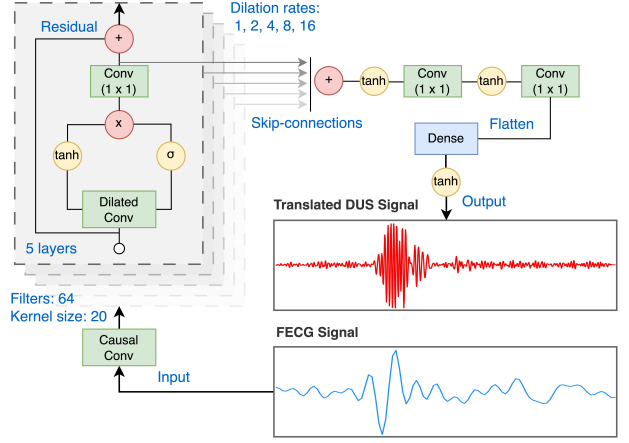 Dilation rates:
1, 2, 4, 8, 16
Residual
+
Conv
(1 x 1)
x
tanh
σ
Dilated
Conv
5 layers
Skip-connections
+
tanh
Conv
(1 x 1)
tanh
Conv
(1 x 1)
Flatten
Dense
tanh
Output
Translated DUS Signal
Filters: 64
Kernel size: 20
Causal
Conv
Input
FECG Signal